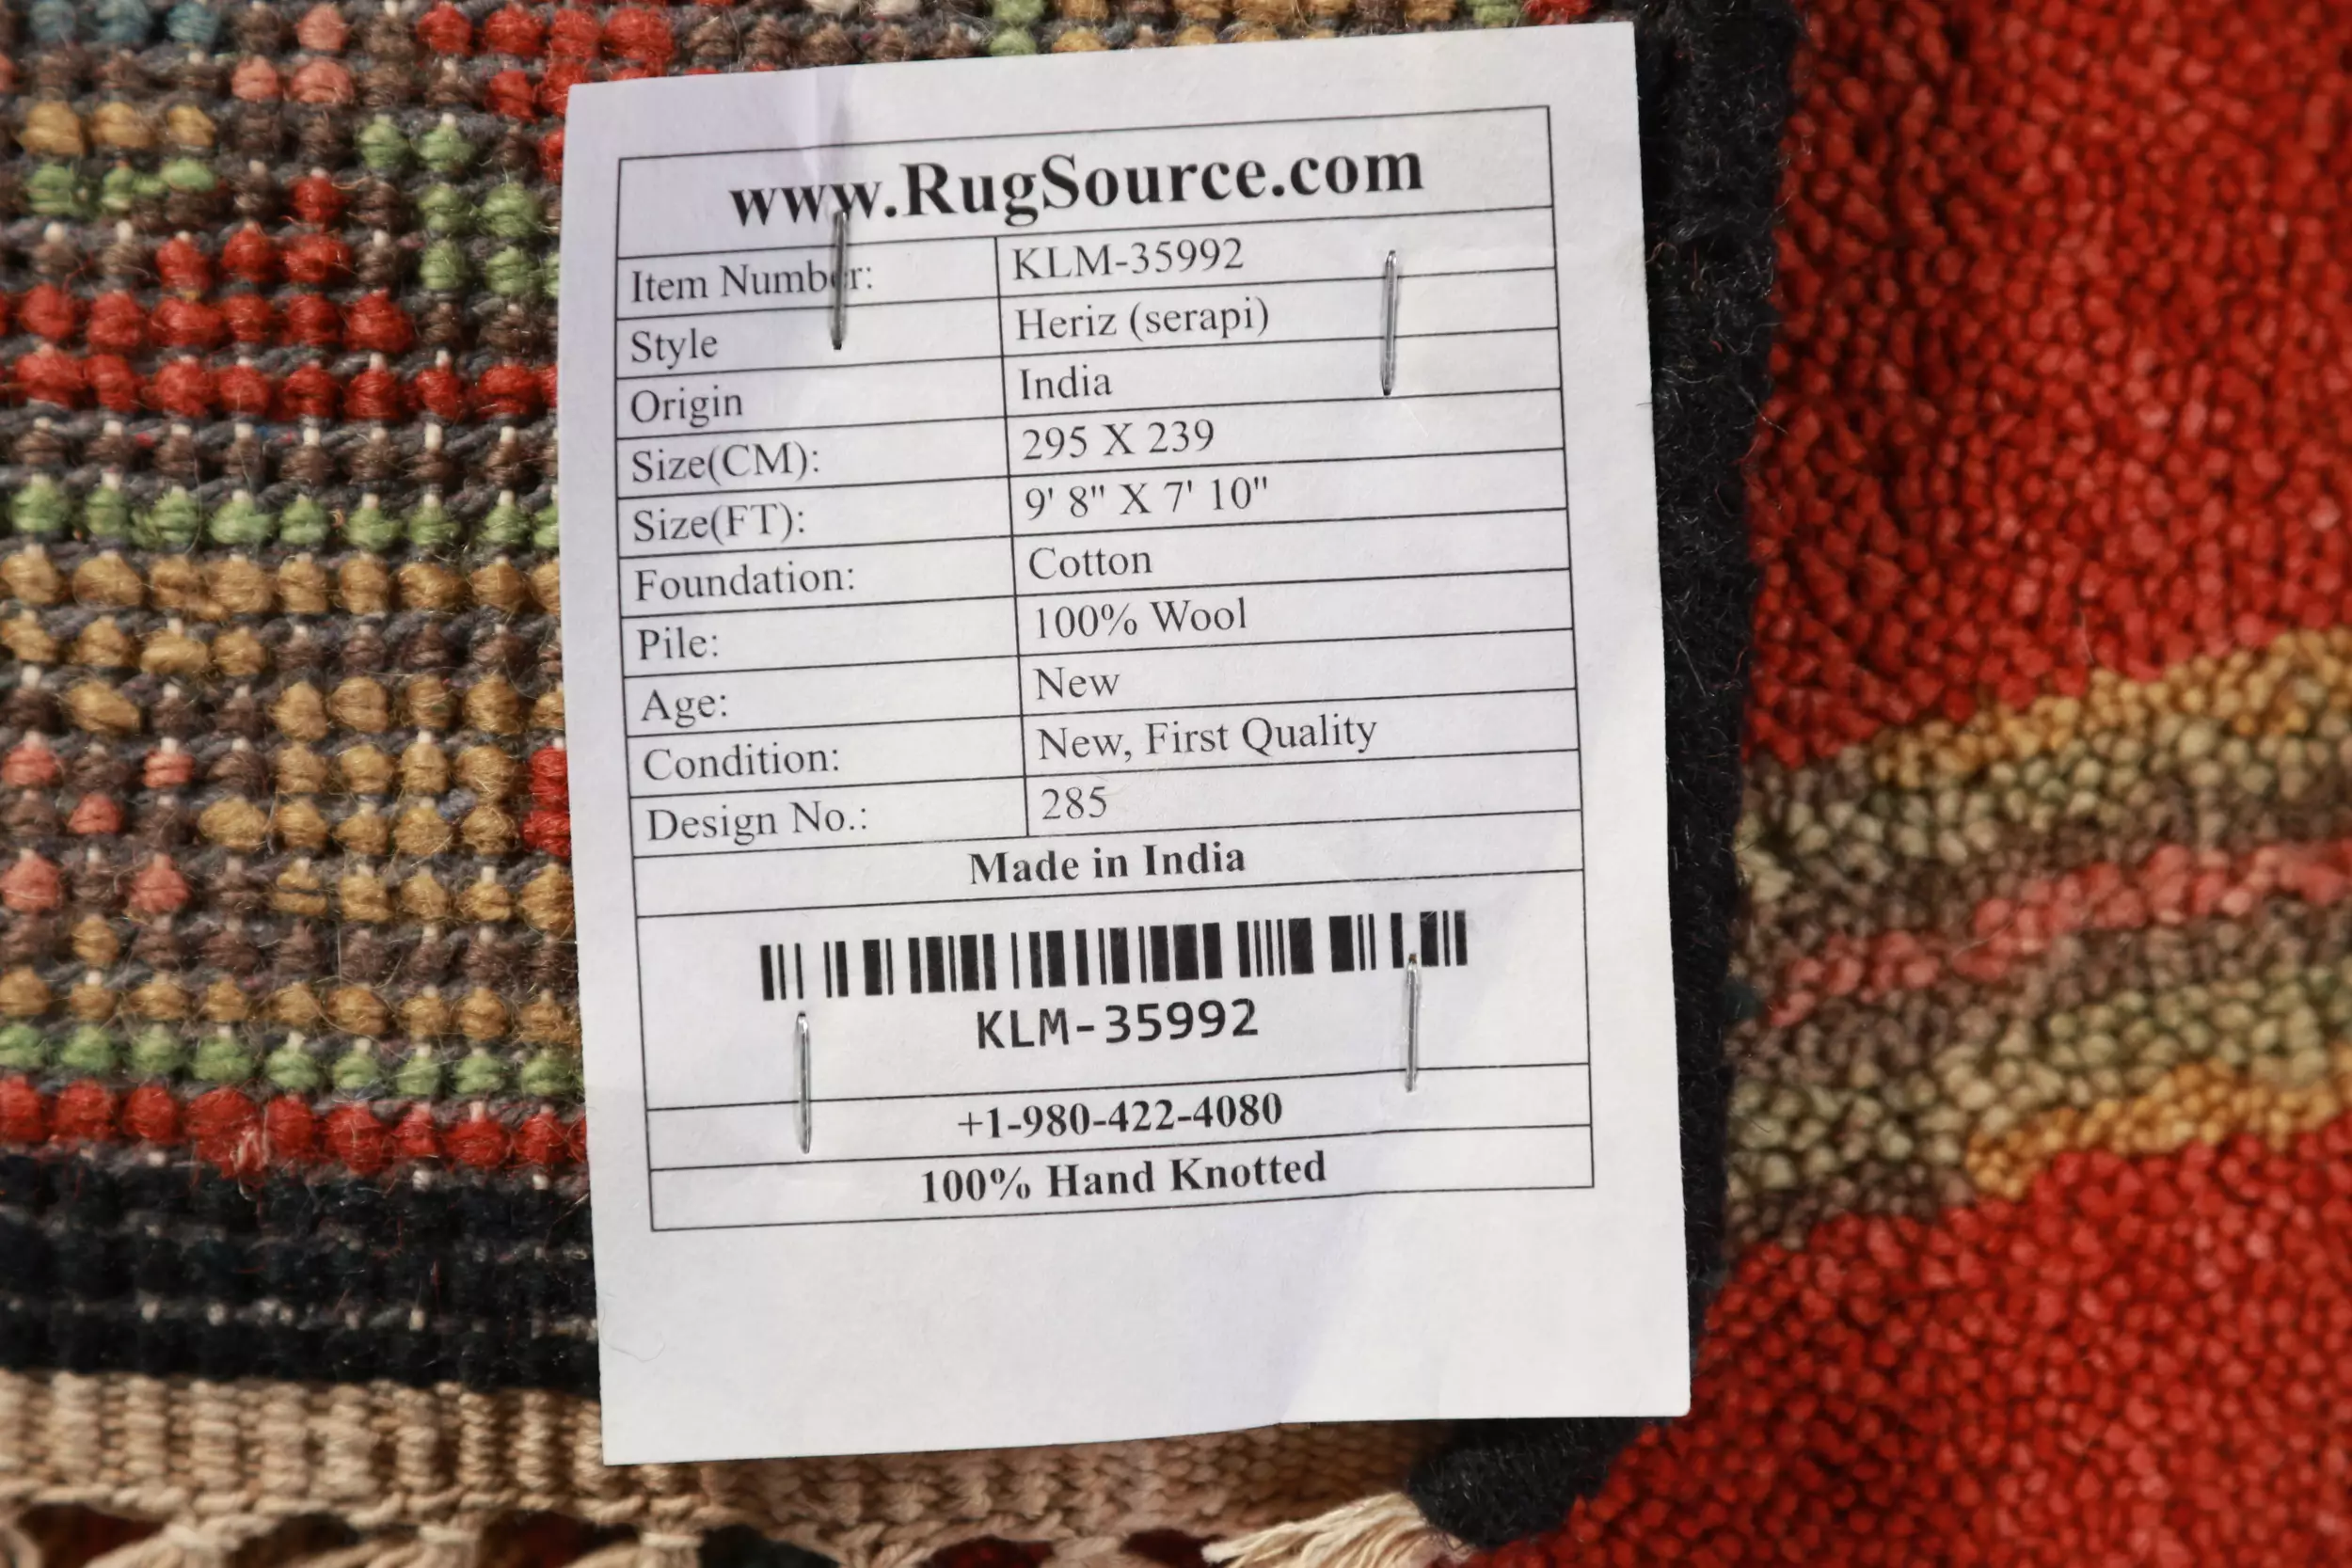 www.RugSource.com
Item Number: KLM-35992
Style Heriz (serapi)
Origin India
Size(CM): 295 X 239
Size(FT): 9' 8" X 7' 10"
Foundation: Cotton
Pile: 100% Wool
Age: New
Condition: New, First Quality
Design No.: 285
Made in India
KLM-35992
+1-980-422-4080
100% Hand Knotted